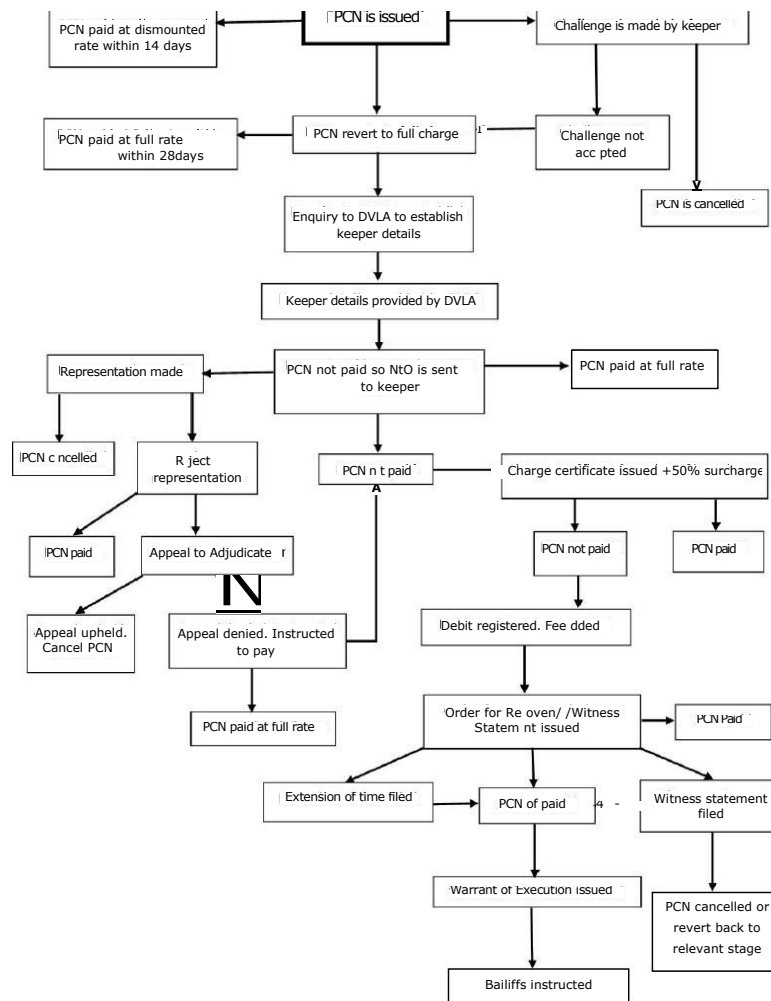 PCN is issued
PCN paid at dismounted
rate within 14 days
Challenge is made by keeper
PCN revert to full charge
PCN paid at full rate
within 28days
Challenge not
acc pted
PCN is cancelled
Enquiry to DVLA to establish
keeper details
Keeper details provided by DVLA
Representation made
PCN not paid so NtO is sent
to keeper
PCN paid at full rate
PCN c ncelled
R ject
representation
PCN n t paid
Charge certificate issued +50% surcharge
PCN paid
Appeal to Adjudicate r
PCN not paid
PCN paid
N
Appeal upheld.
Cancel PCN
Appeal denied. Instructed
to pay
Debit registered. Fee dded
PCN paid at full rate
Order for Re oven/ /Witness
Statem nt issued
PCN Paid
Extension of time filed
PCN of paid
Witness statement
filed
Warrant of Execution issued
PCN cancelled or
revert back to
relevant stage
Bailiffs instructed